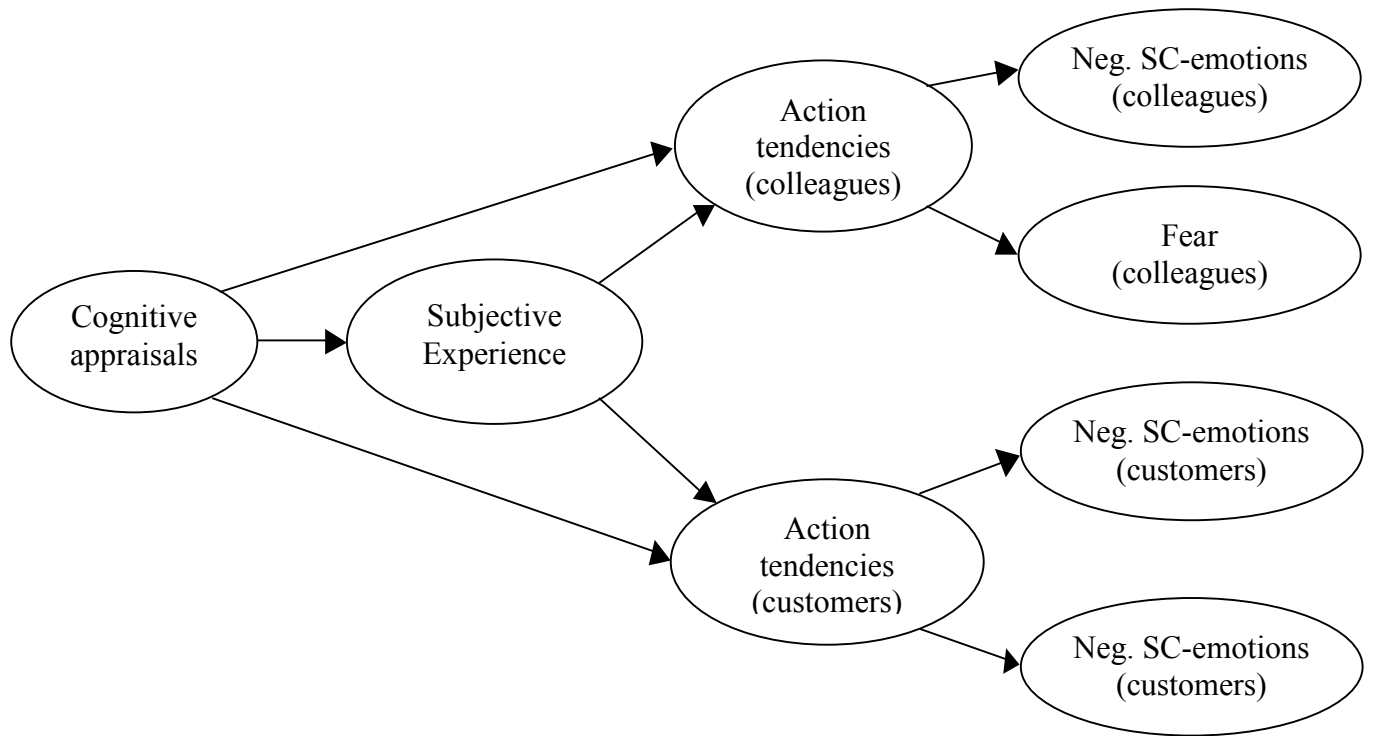 Neg. SC-emotions
(colleagues)
Action
tendencies
(colleagues)
Fear
(colleagues)
Cognitive
appraisals
Subjective
Experience
Neg. SC-emotions
(customers)
Action
tendencies
(customers)
Neg. SC-emotions
(customers)